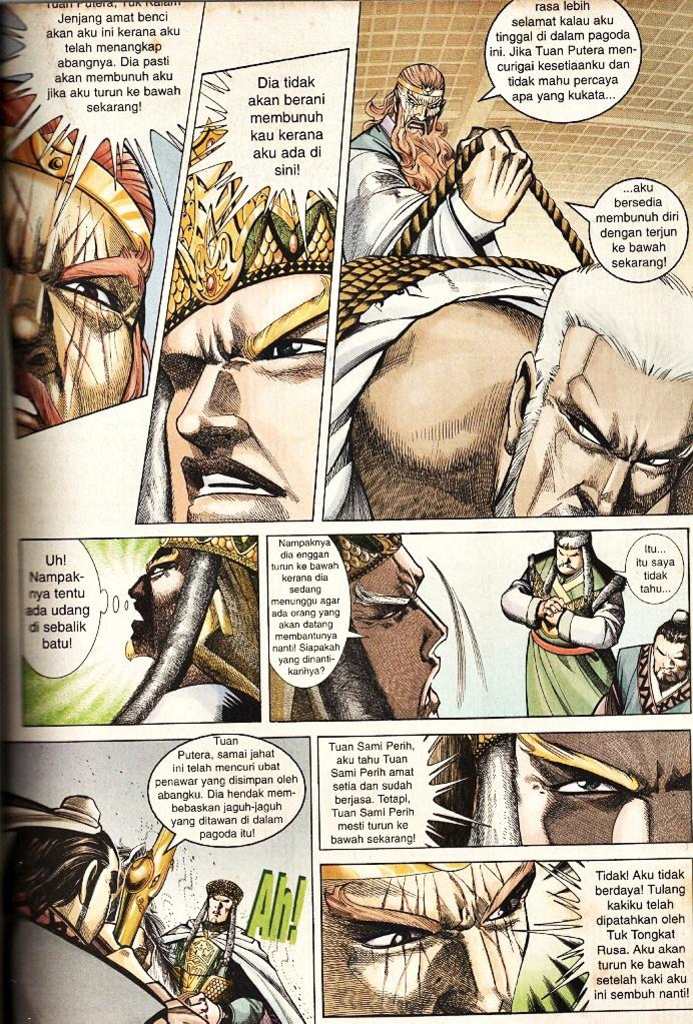 Tuan Putera, Tuk Kalam
Jenjang amat benci
akan aku ini kerana aku
telah menangkap
abangnya. Dia pasti
akan membunuh aku
jika aku turun ke bawah
sekarang!
Dia tidak
akan berani
membunuh
kau kerana
aku ada di
sini!
rasa lebih
selamat kalau aku
tinggal di dalam pagoda
ini. Jika Tuan Putera men-
curigai kesetiaanku dan
tidak mahu percaya
apa yang kukata...
...aku
bersedia
membunuh diri
dengan terjun
ke bawah
sekarang!
Uh!
Nampak-
nya tentu
ada udang
di sebalik
batu!
Nampaknya
dia enggan
turun ke bawah
kerana dia
sedang
menunggu agar
ada orang yang
akan datang
membantunya
nanti! Siapakah
yang dinanti-
kannya?
Itu...
itu saya
tidak
tahu...
Tuan
Putera, samai jahat
ini telah mencuri ubat
penawar yang disimpan oleh
abangku. Dia hendak mem-
bebaskan jaguh-jaguh
yang ditawan di dalam
pagoda itu!
Ah!
Tuan Sami Perih,
aku tahu Tuan
Sami Perih amat
setia dan sudah
berjasa. Tetapi,
Tuan Sami Perih
mesti turun ke
bawah sekarang!
Tidak! Aku tidak
berdaya! Tulang
kakiku telah
dipatahkan oleh
Tuk Tongkat
Rusa. Aku akan
turun ke bawah
setelah kaki aku
ini sembuh nanti!